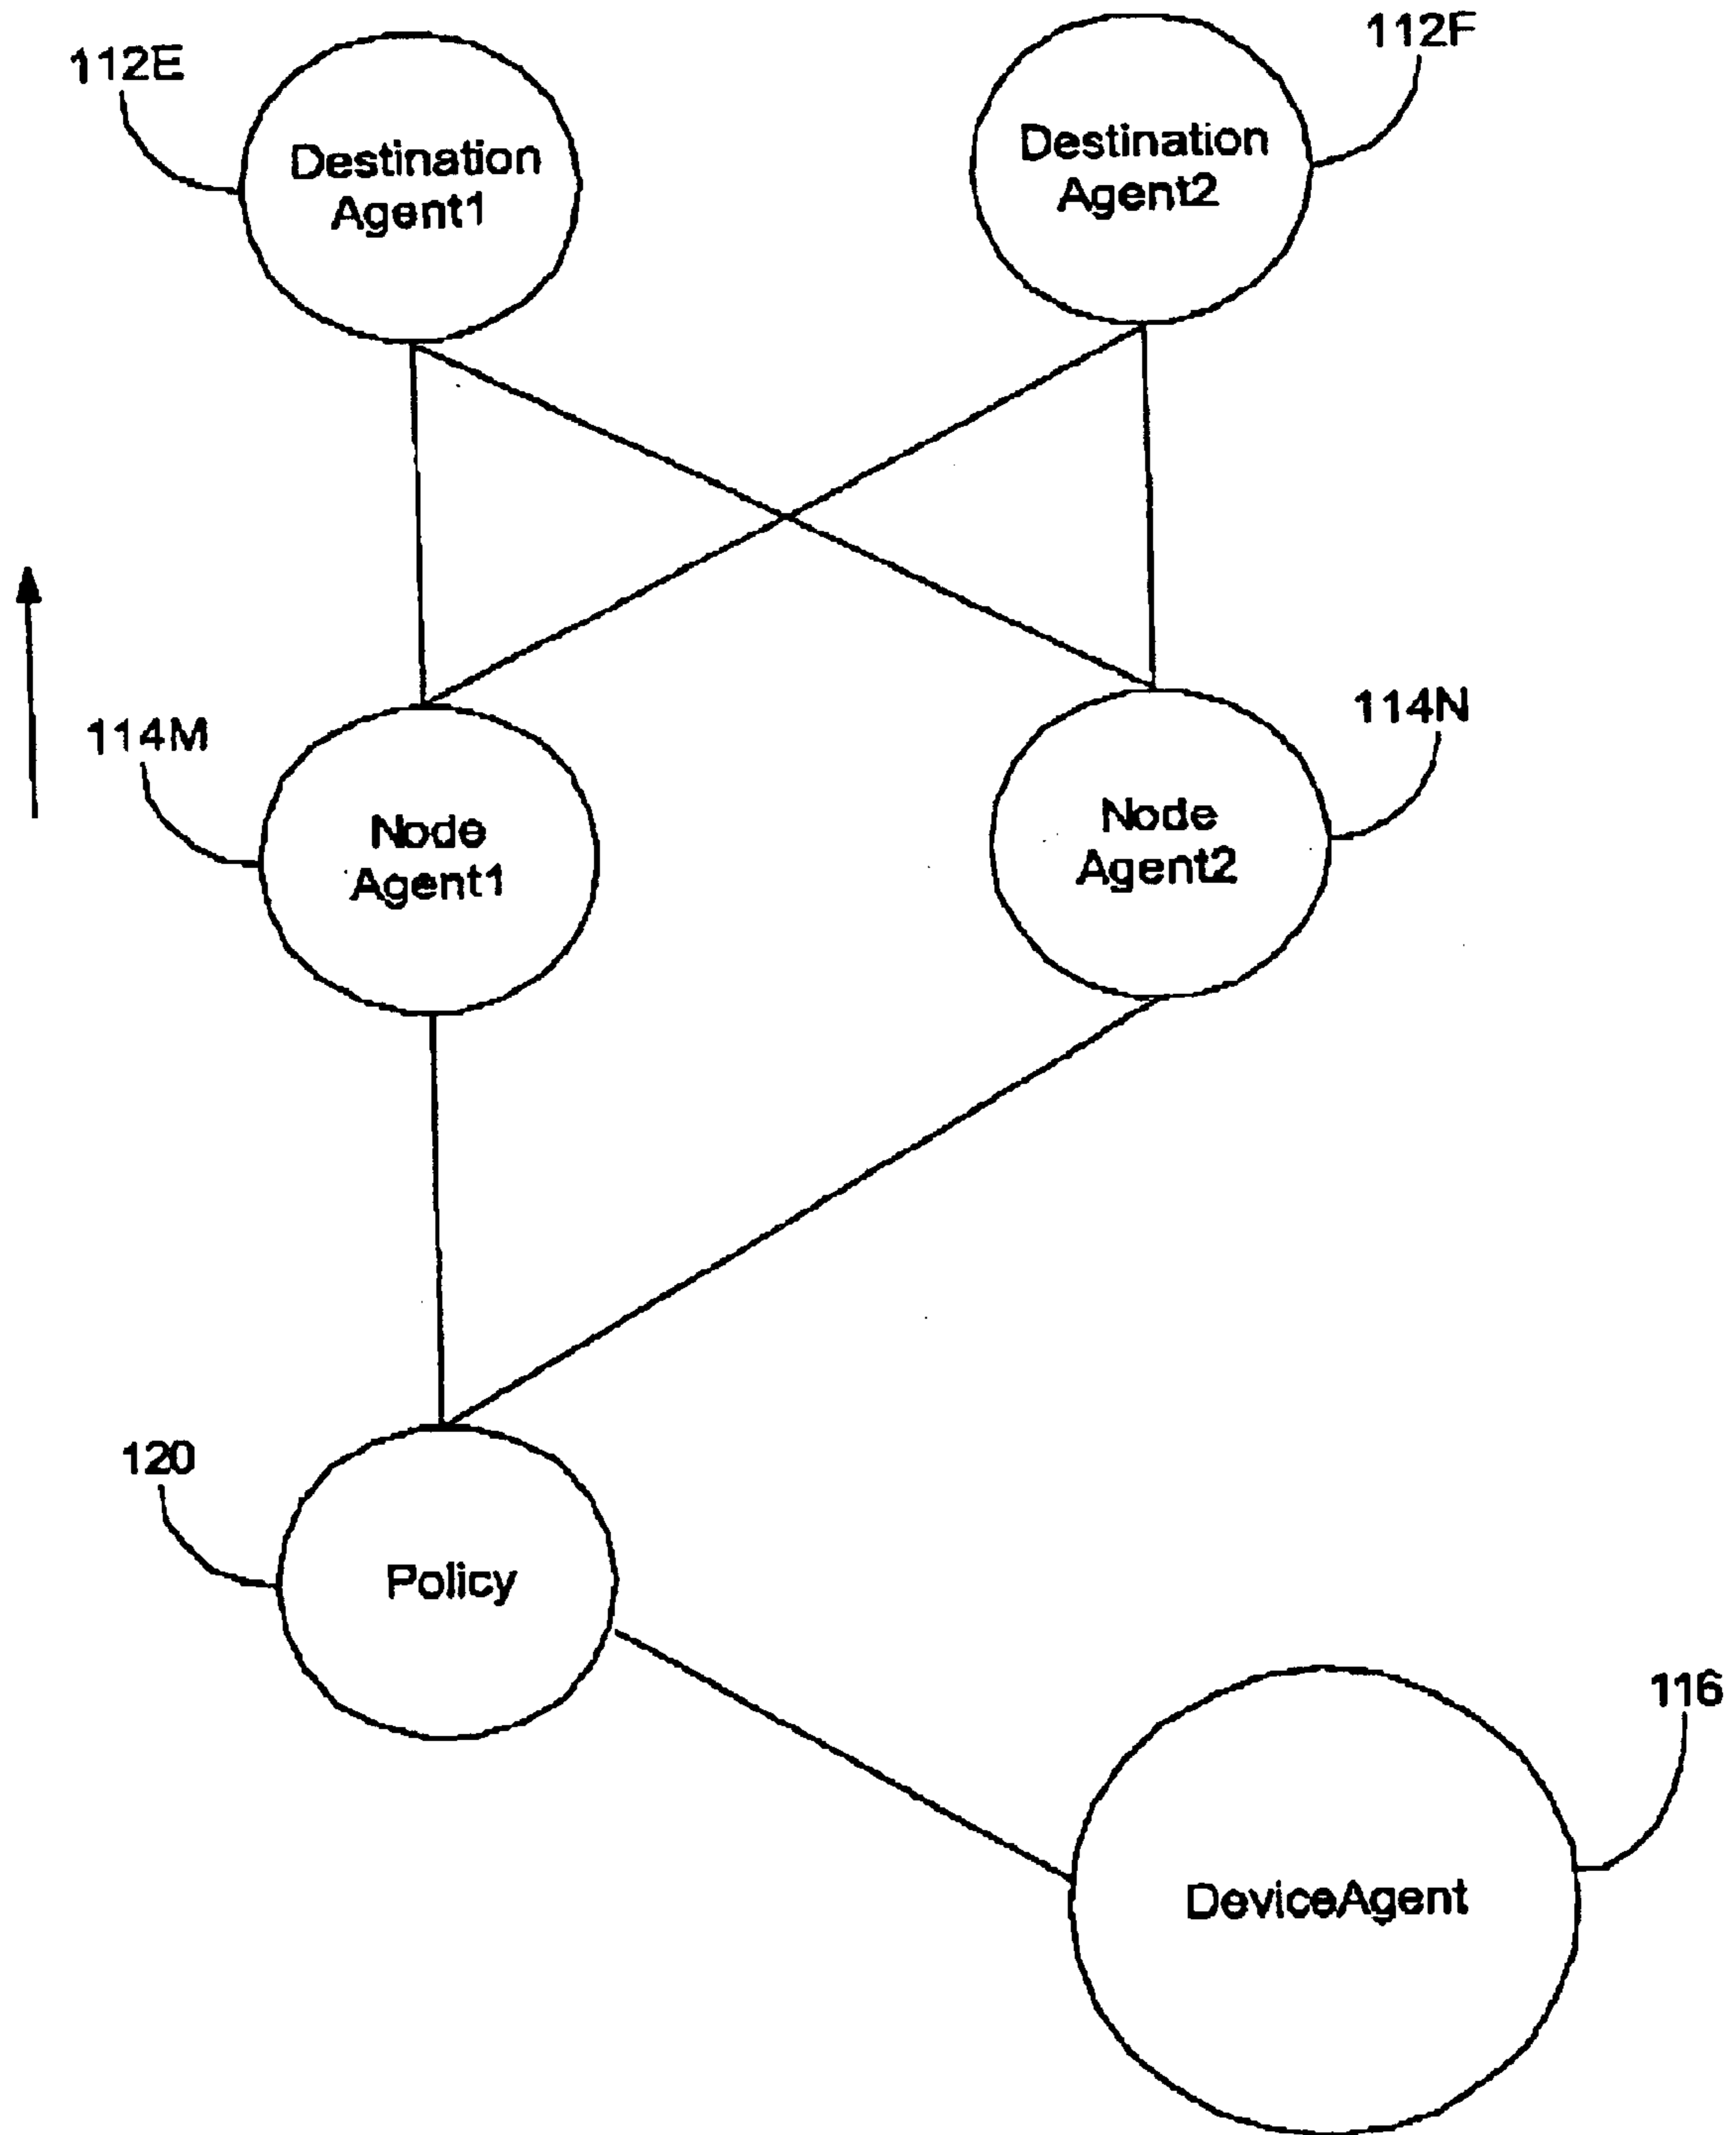 112E
112F
Destination
Agent1
Destination
Agent2
114M
114N
Node
Agent1
Node
Agent2
120
Policy
116
DeviceAgent